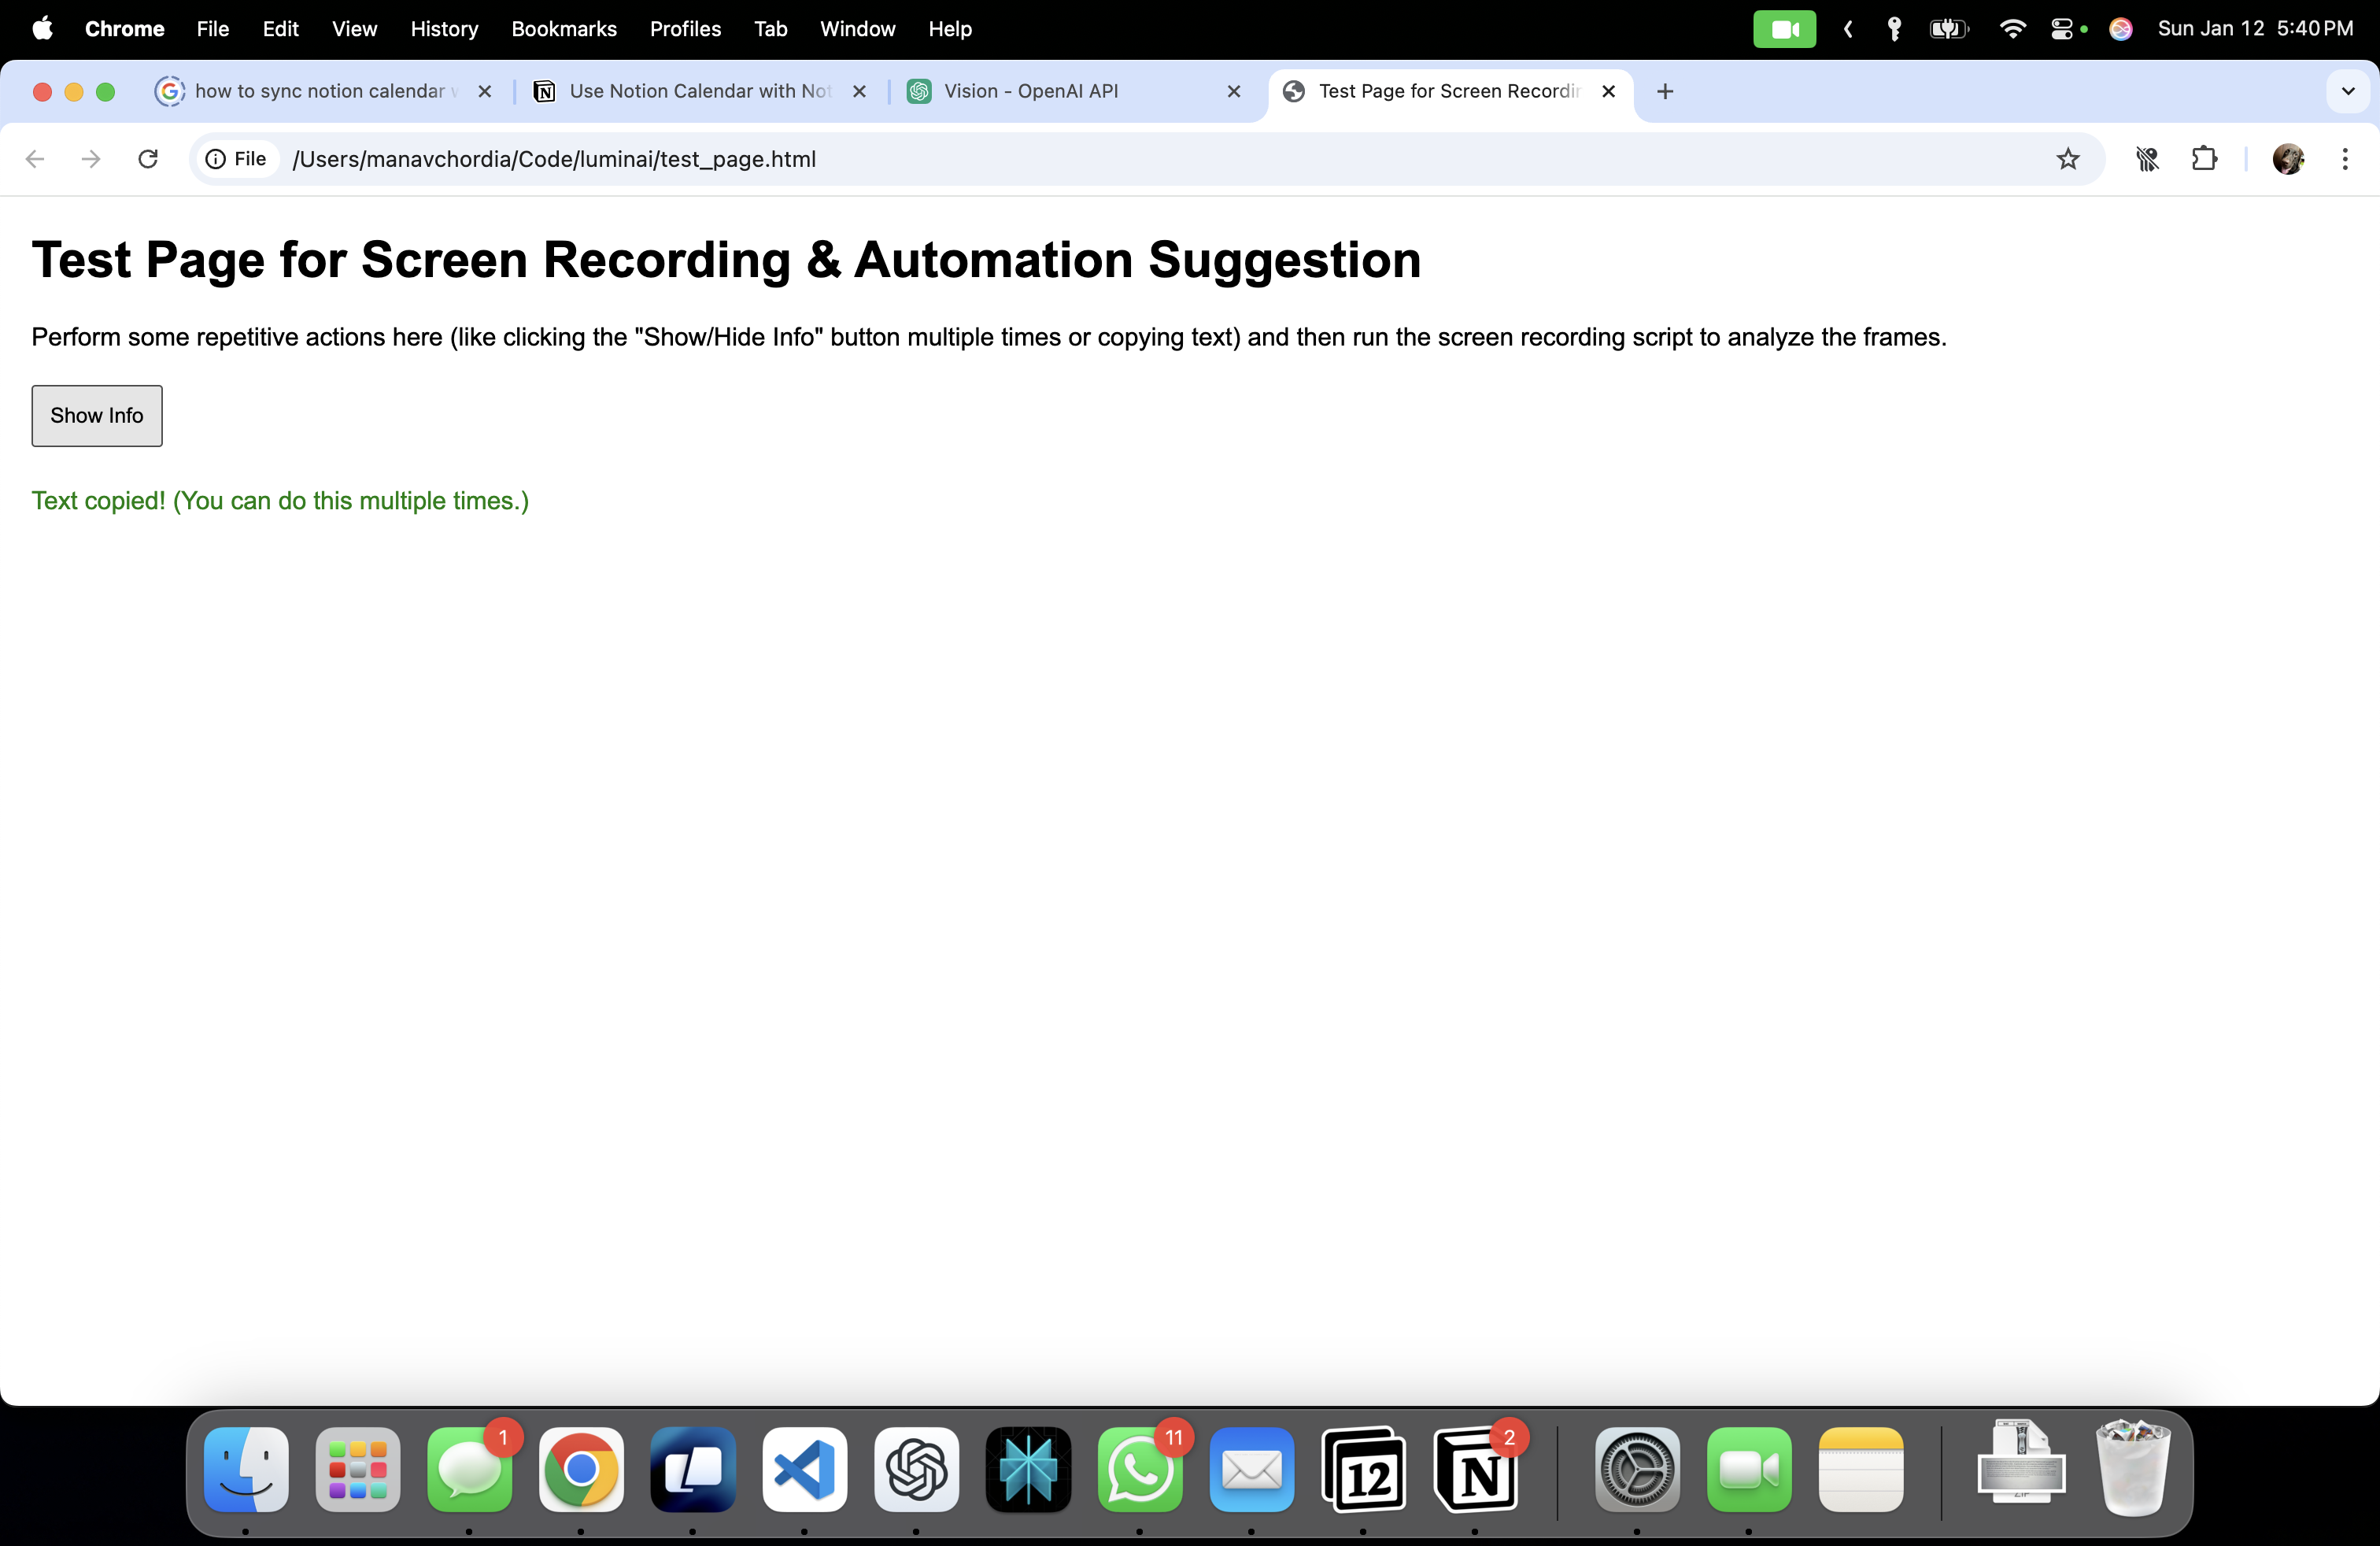 Chrome File Edit View History Bookmarks Profiles Tab Window Help Sun Jan 12 5:40 PM
how to sync notion calendar Use Notion Calendar with Not Vision - OpenAI API Test Page for Screen Recordin
File /Users/manavchordia/Code/luminai/test_page.html
Test Page for Screen Recording & Automation Suggestion
Perform some repetitive actions here (like clicking the "Show/Hide Info" button multiple times or copying text) and then run the screen recording script to analyze the frames.
Show Info
Text copied! (You can do this multiple times.)
1 11 2
12
ZIP